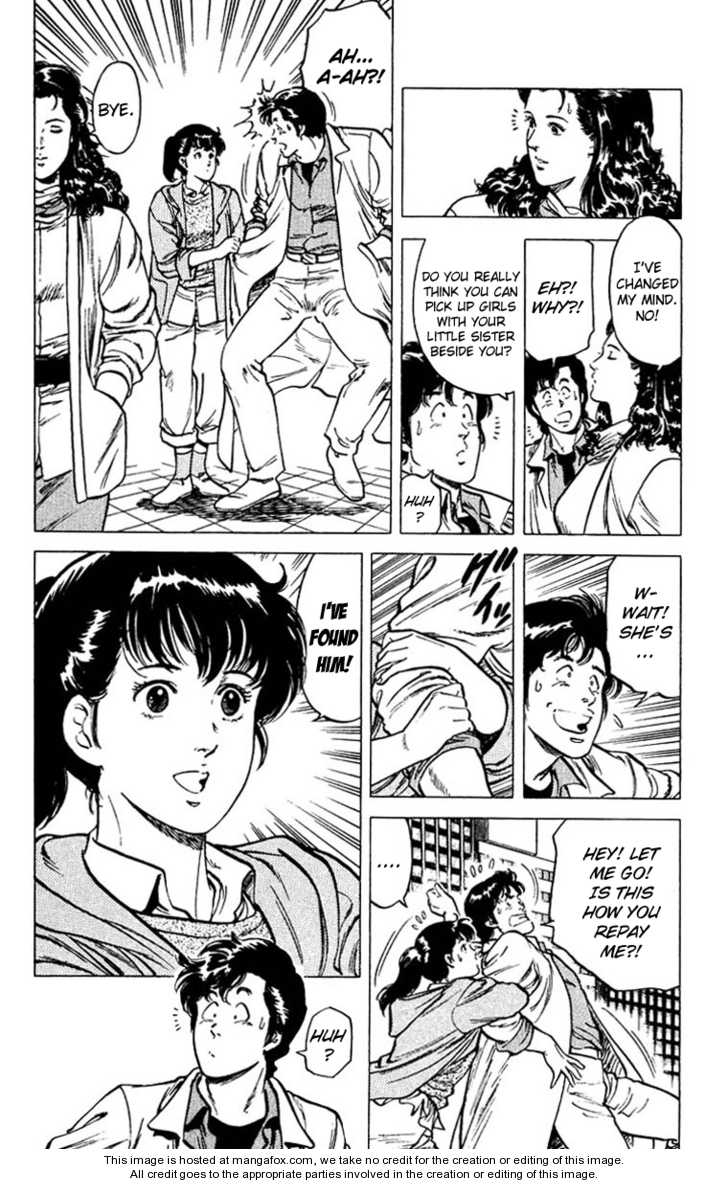 I'VE
CHANGED
MY MIND.
NO!
EH?!
WHY?!
DO YOU REALLY
THINK YOU CAN
PICK UP GIRLS
WITH YOUR
LITTLE SISTER
BESIDE YOU?
HUH
?
AH...
A-AH?!
BYE.
W-
WAIT!
SHE'S
...
HEY! LET
ME GO!
IS THIS
HOW YOU
REPAY
ME?!
....
I'VE
FOUND
HIM!
HUH
?
This image is hosted at mangafox.com, we take no credit for the creation or editing of this image.
All credit goes to the appropriate parties involved in the creation or editing of this image.